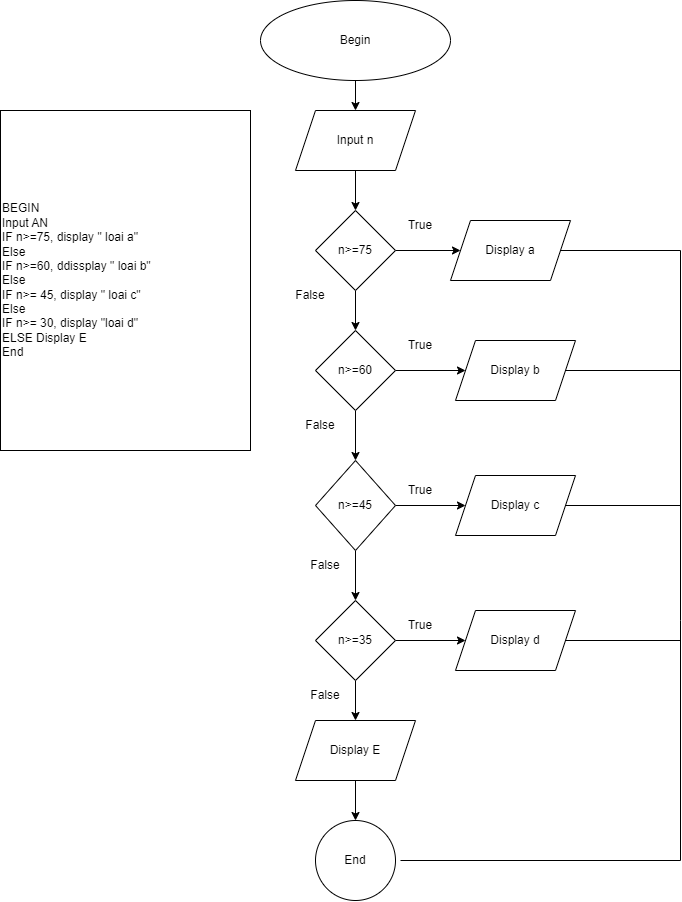 BEGIN
Input AN
IF n>=75, display " loai a"
Else
IF n>=60, ddissplay " loai b"
Else
IF n>= 45, display " loai c"
Else
IF n>= 30, display "loai d"
ELSE Display E
End
Begin
Input n
n>=75
True
Display a
False
n>=60
True
Display b
False
n>=45
True
Display c
False
n>=35
True
Display d
False
Display E
End